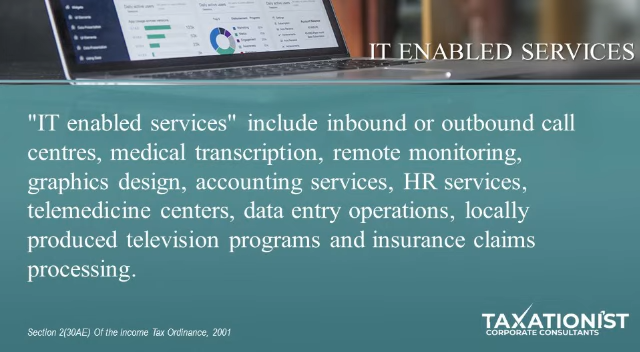 IT ENABLED SERVICES
"IT enabled services" include inbound or outbound call
centres, medical transcription, remote monitoring,
graphics design, accounting services, HR services,
telemedicine centers, data entry operations, locally
produced television programs and insurance claims
processing.
Section 2(30AE) Of the income Tax Ordinance, 2001
TAXATIONIST
CORPORATE CONSULTANTS